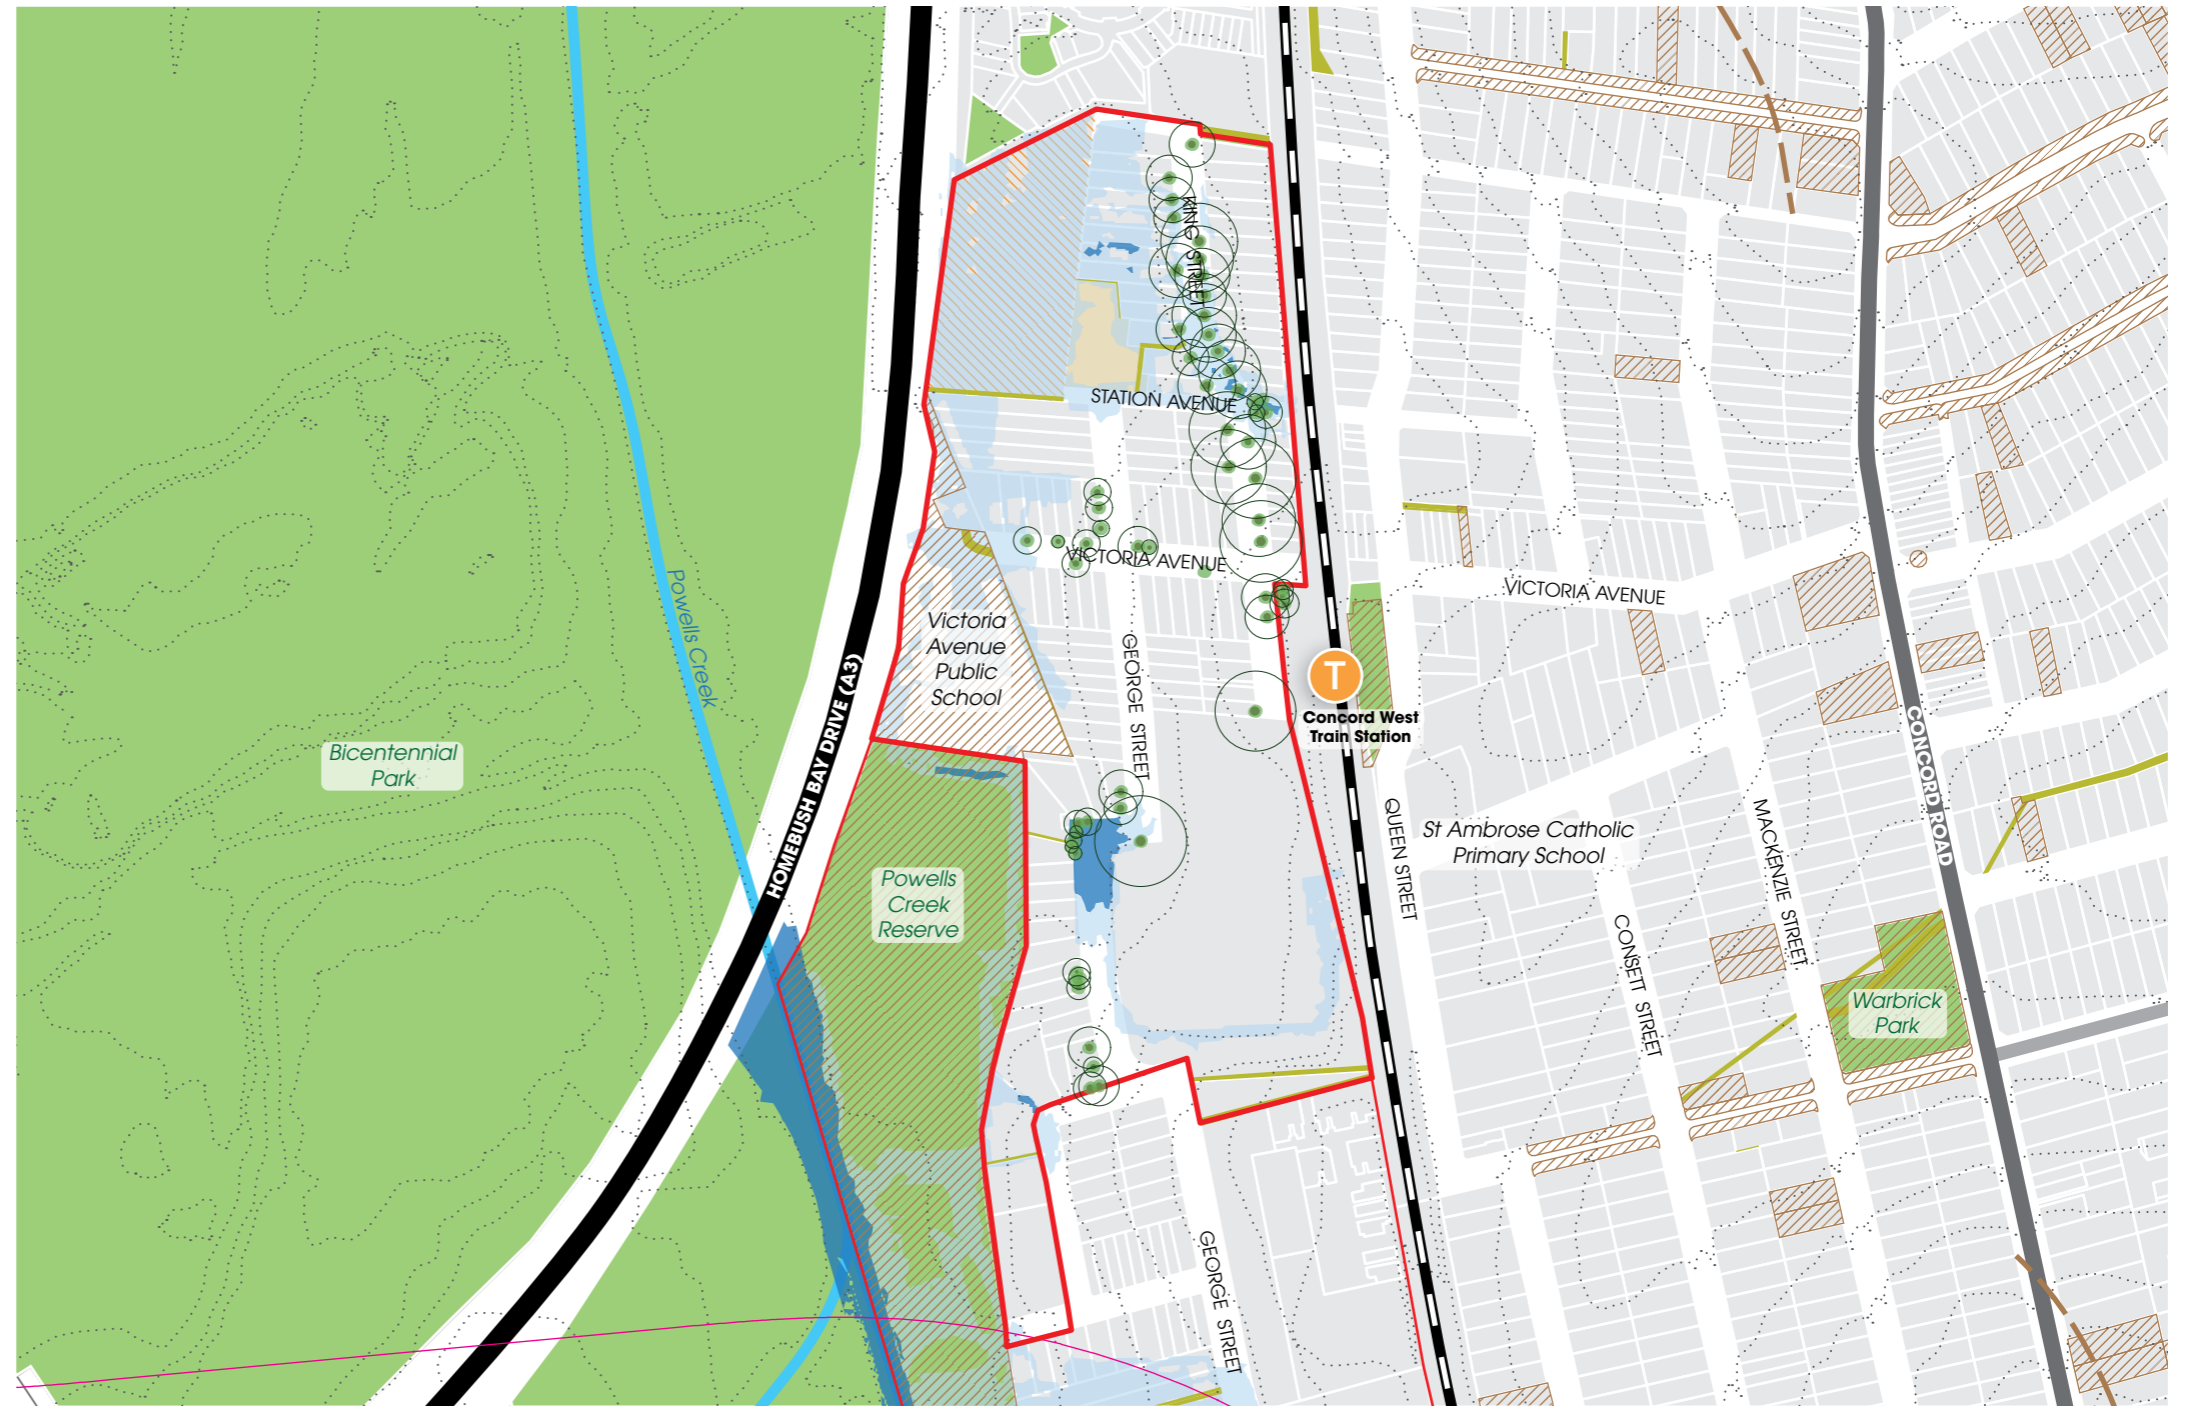 KING STREET
STATION AVENUE
VICTORIA AVENUE
VICTORIA AVENUE
Powells Creek
Victoria
Avenue
Public
School
GEORGE STREET
HOMEBUSH BAY DRIVE (A3)
T
Concord West
Train Station
Bicentennial
Park
CONCORD ROAD
QUEEN STREET
St Ambrose Catholic
Primary School
MACKENZIE STREET
Powells
Creek
Reserve
CONSETT STREET
Warbrick
Park
GEORGE STREET